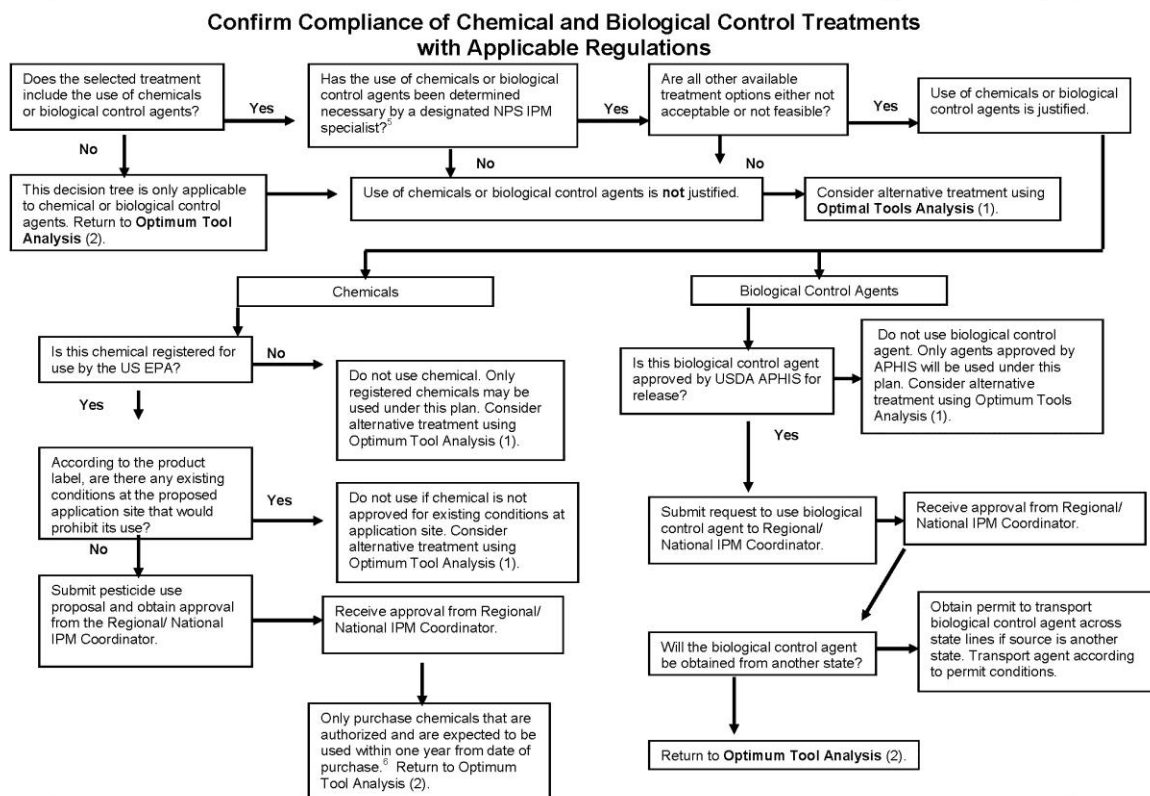 Confirm Compliance of Chemical and Biological Control Treatments
with Applicable Regulations
Does the selected treatment
include the use of chemicals
or biological control agents?
Yes
Has the use of chemicals or biological
control agents been determined
necessary by a designated NPS IPM
specialist?5
Yes
Are all other available
treatment options either not
acceptable or not feasible?
Yes
Use of chemicals or biological
control agents is justified.
No
No
No
This decision tree is only applicable
to chemical or biological control
agents. Return to Optimum Tool
Analysis (2).
Use of chemicals or biological control agents is not justified.
Consider alternative treatment using
Optimal Tools Analysis (1).
Chemicals
Biological Control Agents
Is this chemical registered for
use by the US EPA?
No
Do not use chemical. Only
registered chemicals may be
used under this plan. Consider
alternative treatment using
Optimum Tool Analysis (1).
Yes
Is this biological control agent
approved by USDA APHIS for
release?
Do not use biological control
agent. Only agents approved by
APHIS will be used under this
plan. Consider alternative
treatment using Optimum Tools
Analysis (1).
Yes
According to the product
label, are there any existing
conditions at the proposed
application site that would
prohibit its use?
Yes
Do not use if chemical is not
approved for existing conditions at
application site. Consider
alternative treatment using
Optimum Tool Analysis (1).
No
Submit request to use biological
control agent to Regional/
National IPM Coordinator.
Receive approval from Regional/
National IPM Coordinator.
Submit pesticide use
proposal and obtain approval
from the Regional/ National
IPM Coordinator.
Receive approval from Regional/
National IPM Coordinator.
Will the biological control agent
be obtained from another state?
Obtain permit to transport
biological control agent across
state lines if source is another
state. Transport agent according
to permit conditions.
Only purchase chemicals that are
authorized and are expected to be
used within one year from date of
purchase.6 Return to Optimum
Tool Analysis (2).
Return to Optimum Tool Analysis (2).